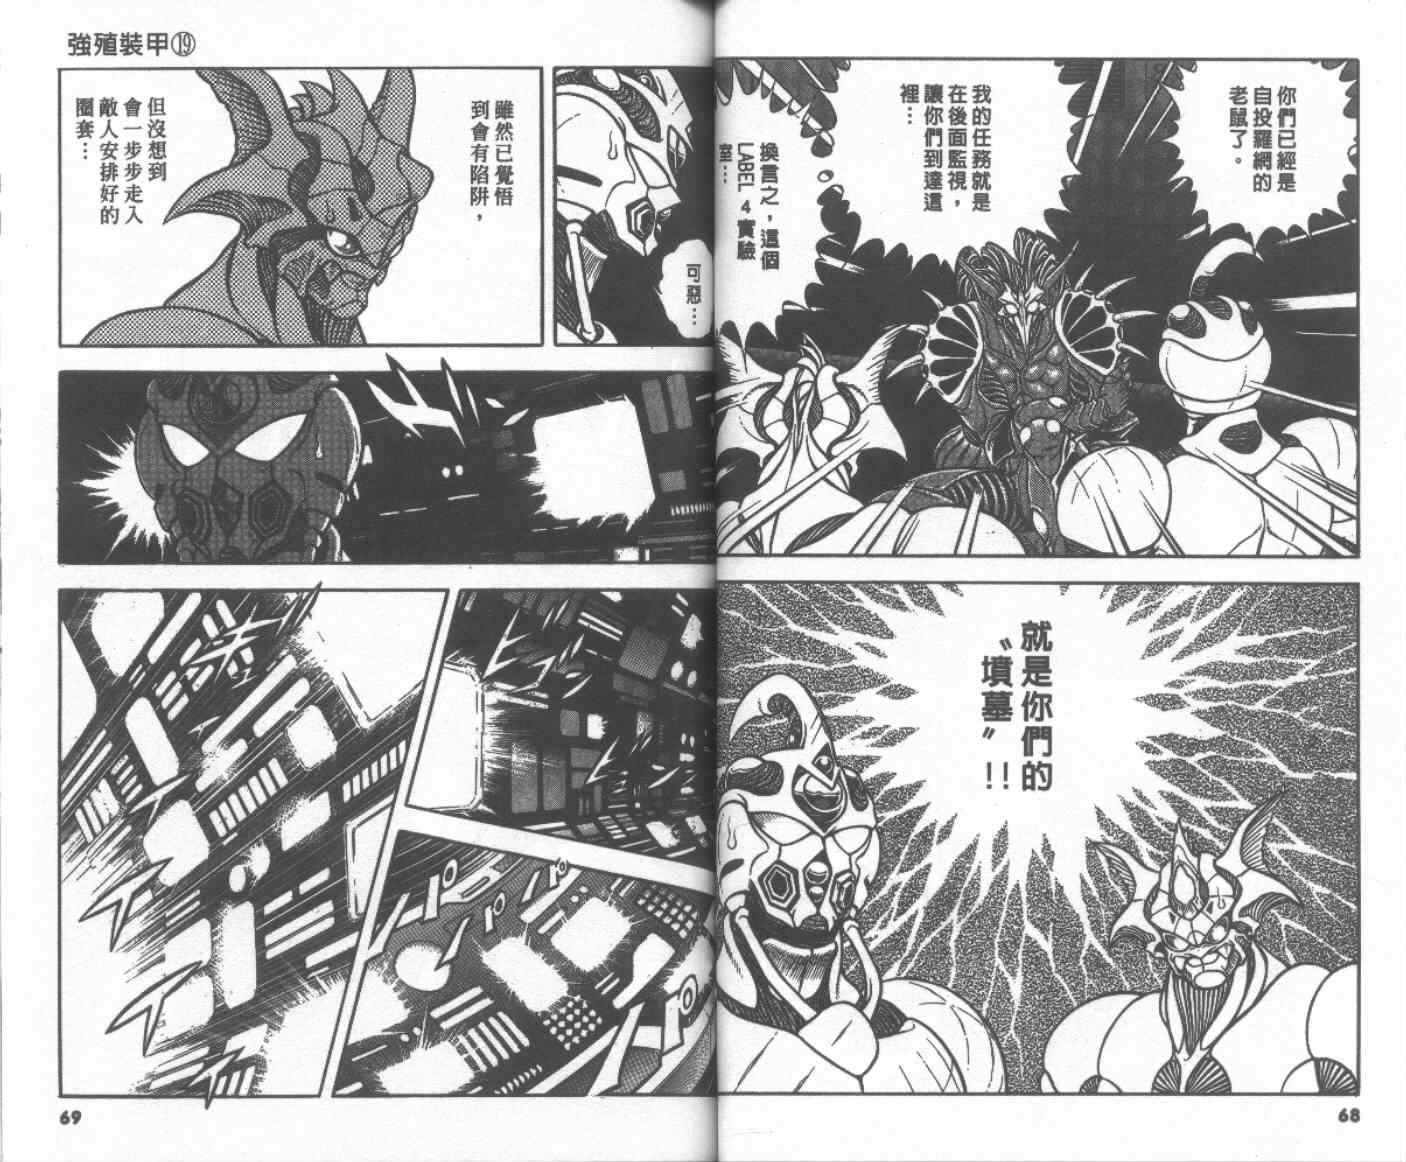 你們已經是
自投羅網的
老鼠了。
我的任務就是
在後面監視，
讓你們到達這
裡…
換言之，這個
LABEL 4 實驗
室…
就是你們的
〝墳墓〞!!
68
強殖裝甲⑲
可惡…
雖然已覺悟
到會有陷阱，
但沒想到
會一步步走入
敵人安排好的
圈套…
69